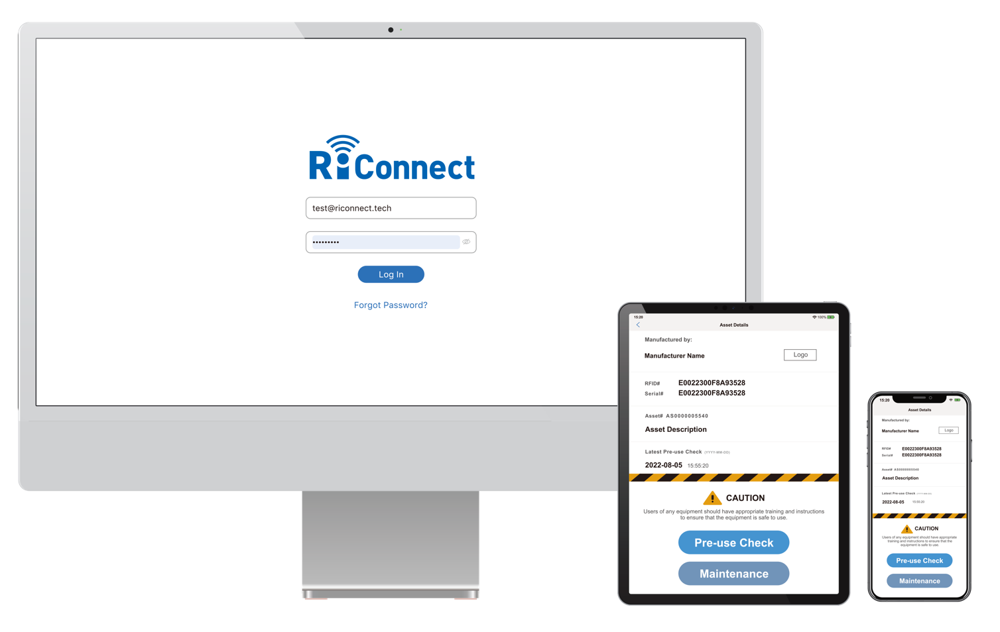 RiConnect
test@riconnect.tech
•••••••••
Log In
Forgot Password?
15:20
100%
Asset Details
Manufactured by:
Manufacturer Name
Logo
RFID# E0022300F8A93528
Serial# E0022300F8A93528
Asset# AS0000005540
Asset Description
Latest Pre-use Check (YYYY-MM-DD)
2022-08-05 15:55:20
CAUTION
Users of any equipment should have appropriate training and instructions
to ensure that the equipment is safe to use.
Pre-use Check
Maintenance
15:20
Asset Details
Manufactured by:
Manufacturer Name
Logo
RFID# E0022300F8A93528
Serial# E0022300F8A93528
Asset# AS0000005540
Asset Description
Latest Pre-use Check (YYYY-MM-DD)
2022-08-05 15:55:20
CAUTION
Users of any equipment should have appropriate
training and instructions to ensure that the
equipment is safe to use.
Pre-use Check
Maintenance